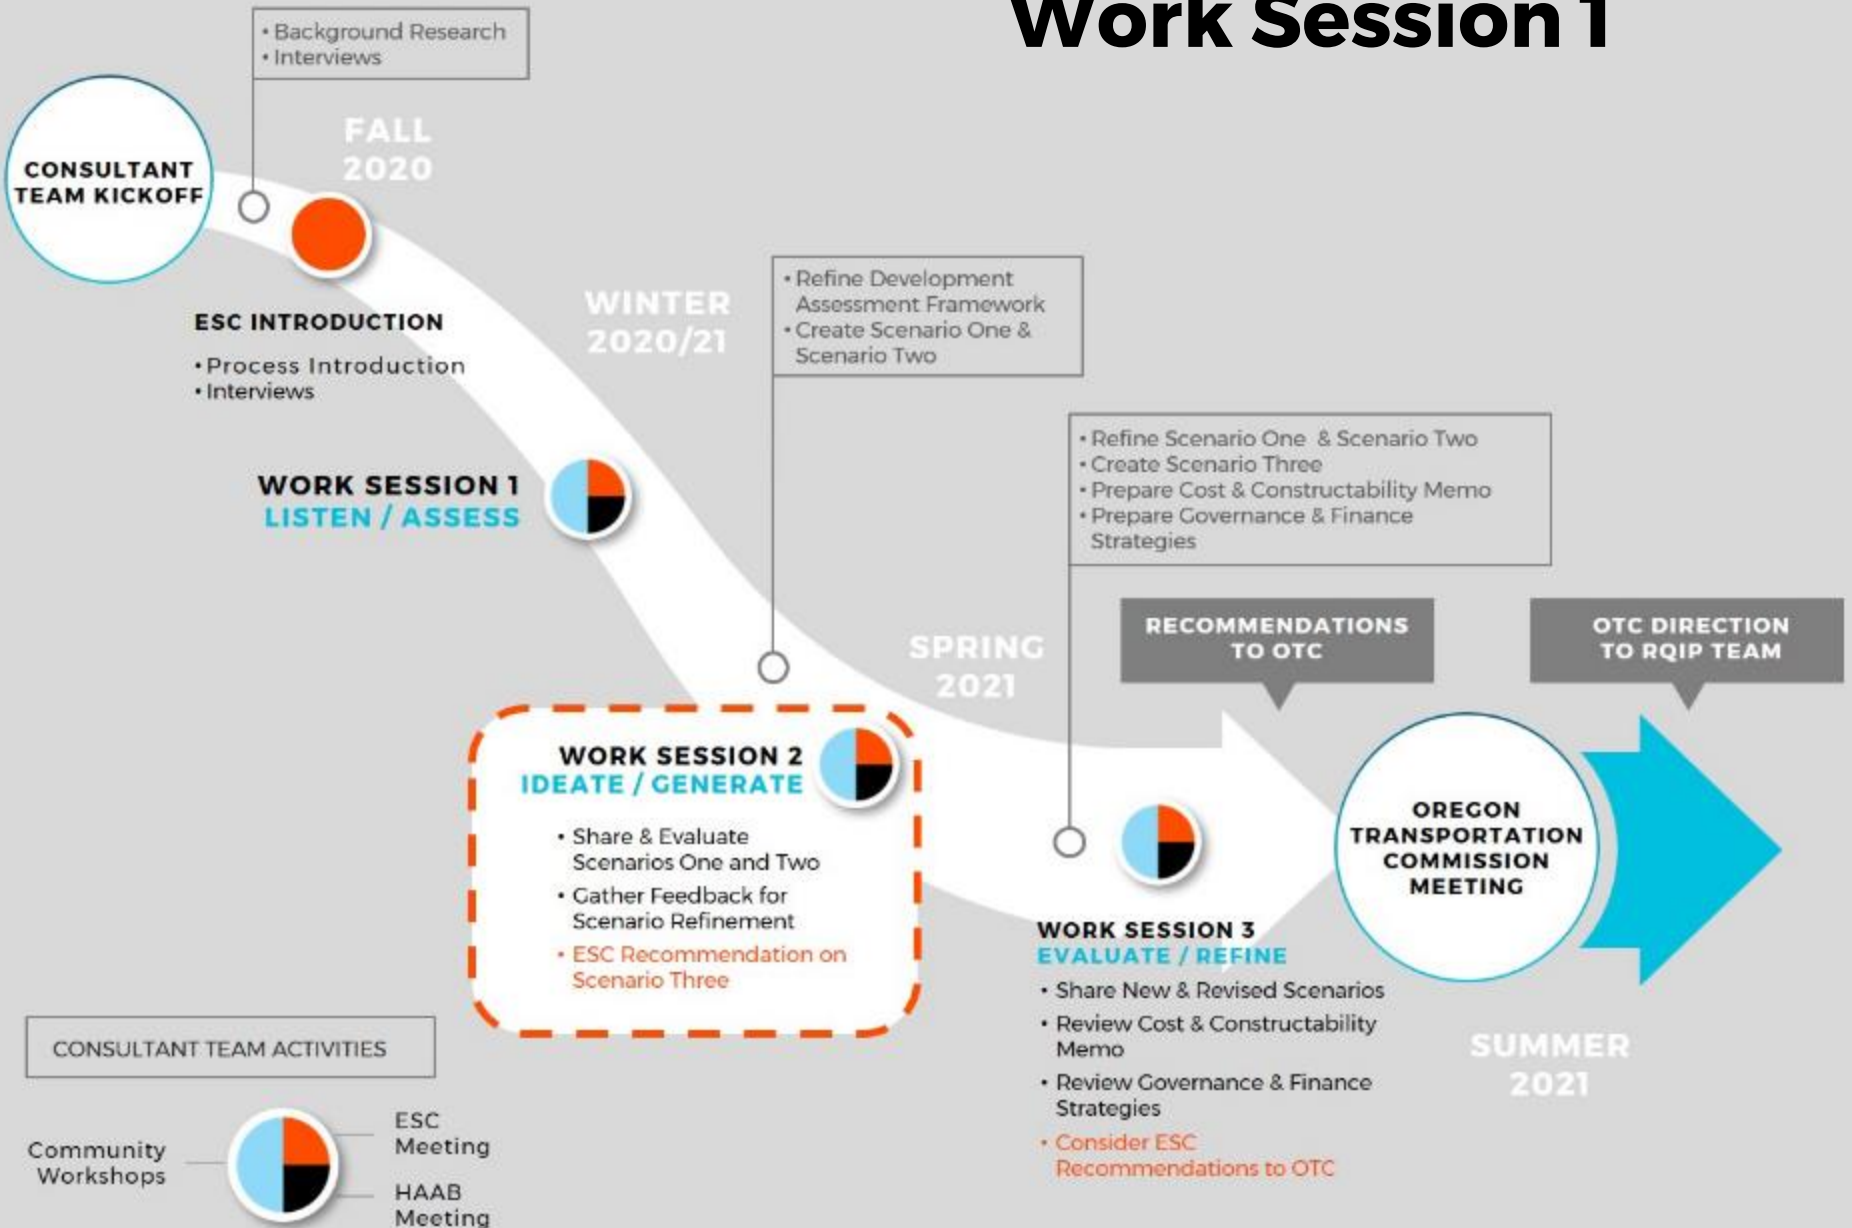 Work Session 1
• Background Research
• Interviews
CONSULTANT
TEAM KICKOFF
FALL
2020
ESC INTRODUCTION
• Process Introduction
• Interviews
WINTER
2020/21
• Refine Development
Assessment Framework
• Create Scenario One &
Scenario Two
WORK SESSION 1
LISTEN / ASSESS
• Refine Scenario One & Scenario Two
• Create Scenario Three
• Prepare Cost & Constructability Memo
• Prepare Governance & Finance
Strategies
SPRING
2021
RECOMMENDATIONS
TO OTC
OTC DIRECTION
TO RQIP TEAM
WORK SESSION 2
IDEATE / GENERATE
• Share & Evaluate
Scenarios One and Two
• Gather Feedback for
Scenario Refinement
• ESC Recommendation on
Scenario Three
OREGON
TRANSPORTATION
COMMISSION
MEETING
WORK SESSION 3
EVALUATE / REFINE
• Share New & Revised Scenarios
• Review Cost & Constructability
Memo
• Review Governance & Finance
Strategies
• Consider ESC
Recommendations to OTC
SUMMER
2021
CONSULTANT TEAM ACTIVITIES
Community
Workshops
ESC
Meeting
HAAB
Meeting